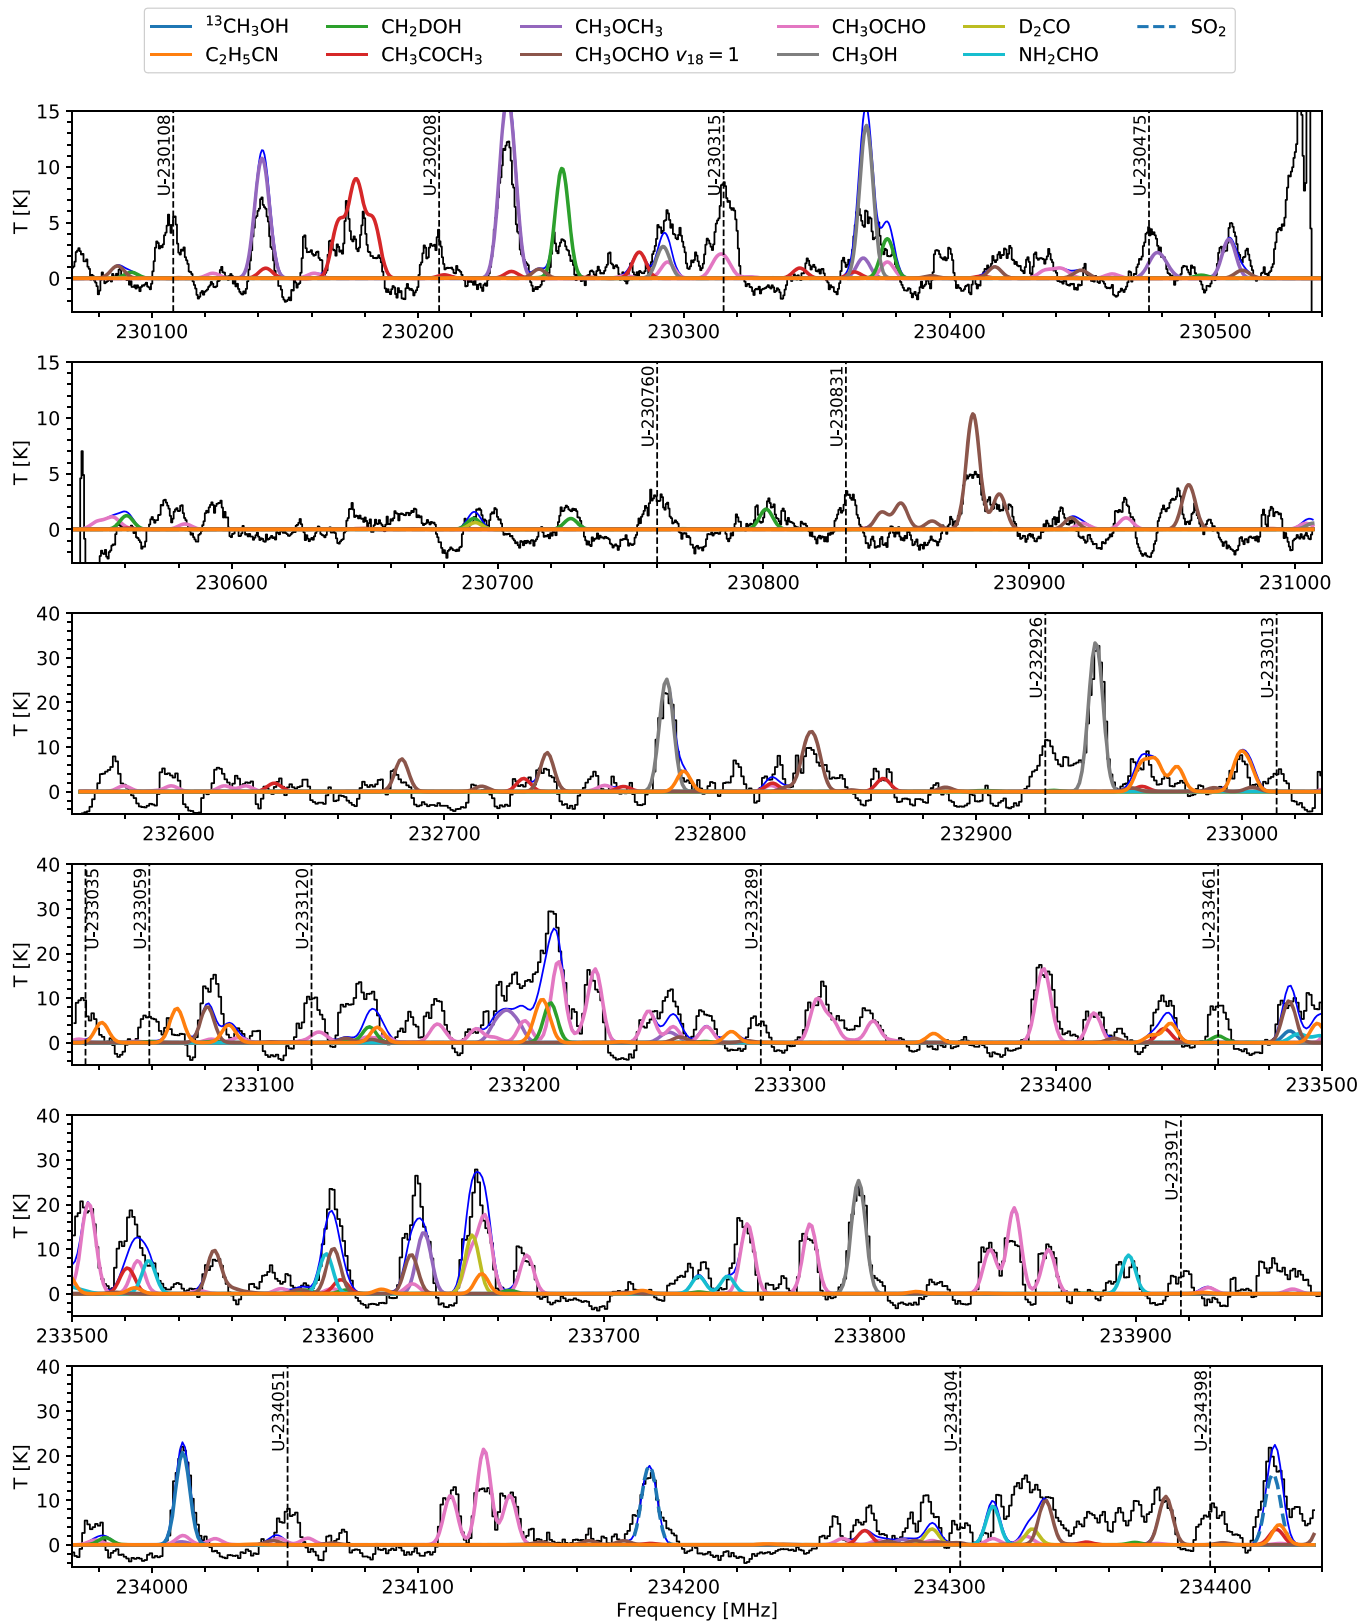 ¹³CH₃OH CH₂DOH CH₃OCH₃ CH₃OCHO D₂CO SO₂
C₂H₅CN CH₃COCH₃ CH₃OCHO v₁₈ = 1 CH₃OH NH₂CHO
15
10
5
0
T [K]
U-230108
U-230208
U-230315
U-230475
230100 230200 230300 230400 230500
15
10
5
0
T [K]
U-230760
U-230831
230600 230700 230800 230900 231000
40
30
20
10
0
T [K]
U-232926
U-233013
232600 232700 232800 232900 233000
40
30
20
10
0
T [K]
U-233035
U-233059
U-233120
U-233289
U-233461
233100 233200 233300 233400 233500
40
30
20
10
0
T [K]
U-233917
233500 233600 233700 233800 233900
40
30
20
10
0
T [K]
U-234051
U-234304
U-234398
234000 234100 234200 234300 234400
Frequency [MHz]